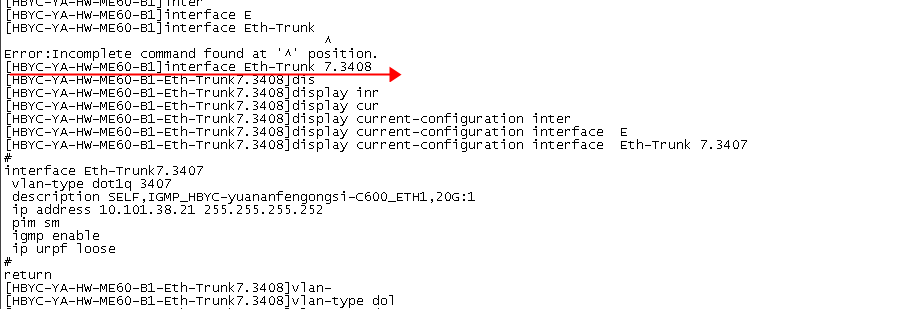 [HBYC-YA-HW-ME60-B1]inter
[HBYC-YA-HW-ME60-B1]interface E
[HBYC-YA-HW-ME60-B1]interface Eth-Trunk
^
Error:Incomplete command found at '^' position.
[HBYC-YA-HW-ME60-B1]interface Eth-Trunk 7.3408
[HBYC-YA-HW-ME60-B1-Eth-Trunk7.3408]dis
[HBYC-YA-HW-ME60-B1-Eth-Trunk7.3408]display inr
[HBYC-YA-HW-ME60-B1-Eth-Trunk7.3408]display cur
[HBYC-YA-HW-ME60-B1-Eth-Trunk7.3408]display current-configuration inter
[HBYC-YA-HW-ME60-B1-Eth-Trunk7.3408]display current-configuration interface  E
[HBYC-YA-HW-ME60-B1-Eth-Trunk7.3408]display current-configuration interface  Eth-Trunk 7.3407
#
interface Eth-Trunk7.3407
 vlan-type dot1q 3407
 description SELF,IGMP_HBYC-yuananfengongsi-C600_ETH1,20G:1
 ip address 10.101.38.21 255.255.255.252
 pim sm
 igmp enable
 ip urpf loose
#
return
[HBYC-YA-HW-ME60-B1-Eth-Trunk7.3408]vlan-
[HBYC-YA-HW-ME60-B1-Eth-Trunk7.3408]vlan-type dol